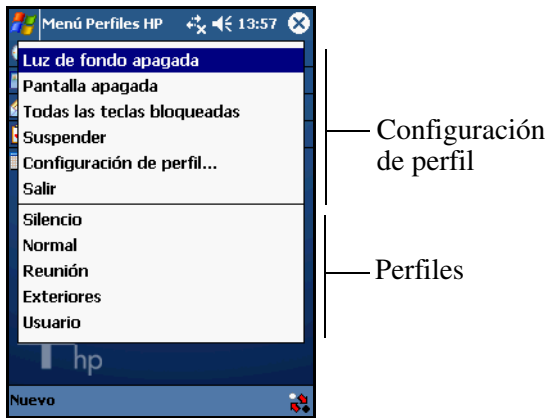 Menú Perfiles HP 13:57
Luz de fondo apagada
Pantalla apagada
Todas las teclas bloqueadas
Suspender
Configuración de perfil...
Salir
Silencio
Normal
Reunión
Exteriores
Usuario
hp
Nuevo
Configuración
de perfil
Perfiles